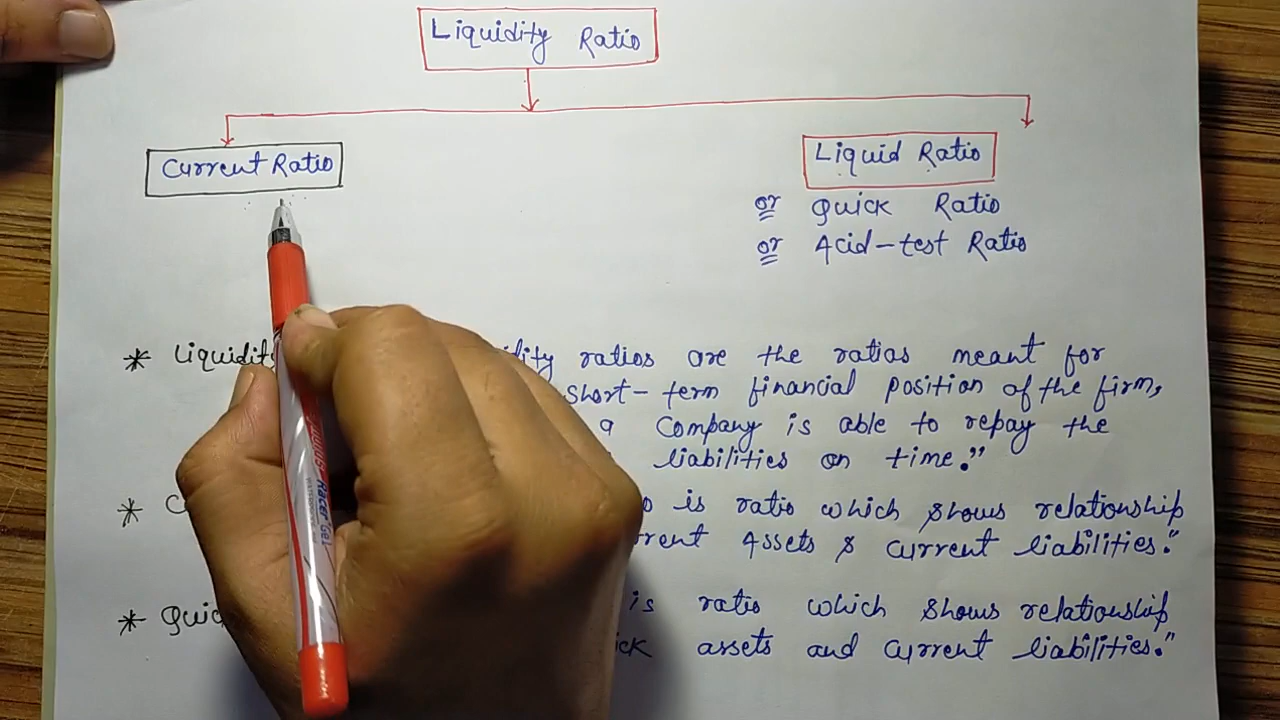 Liquidity Ratio
Current Ratio
Liquid Ratio
or Quick Ratio
or Acid-test Ratio
* ratios are the ratios meant for
short-term financial position of the firm,
a Company is able to repay the
liabilities on time."
* is ratio which shows relationship
Assets & current liabilities."
* is ratio which shows relationship
assets and current liabilities."
Racer Gel